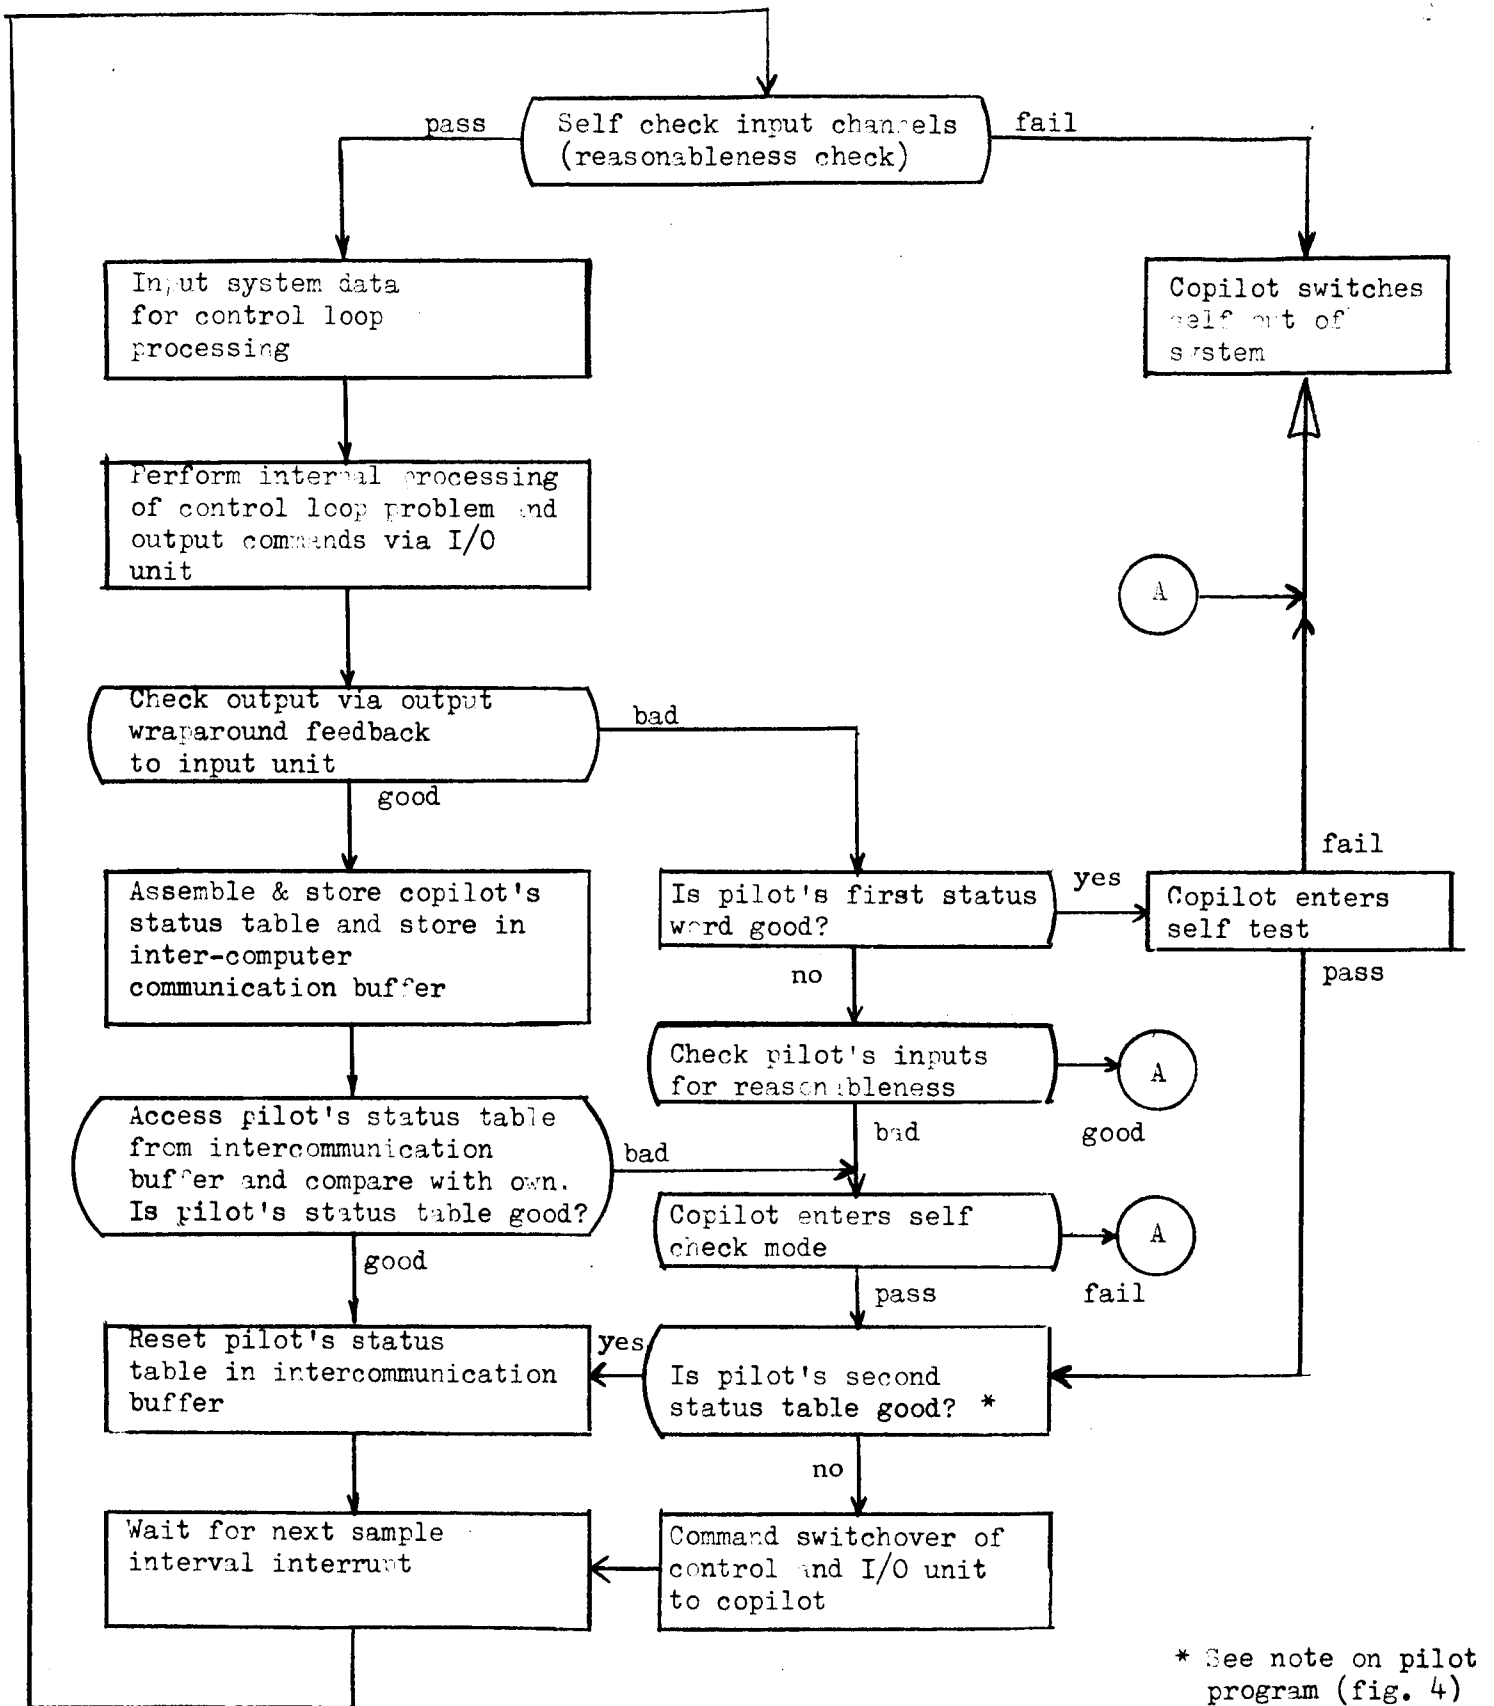 pass
Self check input channels
(reasonableness check)
fail
Input system data
for control loop
processing
Copilot switches
self out of
system
Perform internal processing
of control loop problem and
output commands via I/O
unit
A
Check output via output
wraparound feedback
to input unit
bad
good
fail
Assemble & store copilot's
status table and store in
inter-computer
communication buffer
Is pilot's first status
word good?
yes
Copilot enters
self test
pass
no
Check pilot's inputs
for reasonableness
A
good
bad
Access pilot's status table
from intercommunication
buffer and compare with own.
Is pilot's status table good?
bad
good
Copilot enters self
check mode
A
fail
pass
Reset pilot's status
table in intercommunication
buffer
yes
Is pilot's second
status table good? *
no
Wait for next sample
interval interrupt
Command switchover of
control and I/O unit
to copilot
* See note on pilot
program (fig. 4)